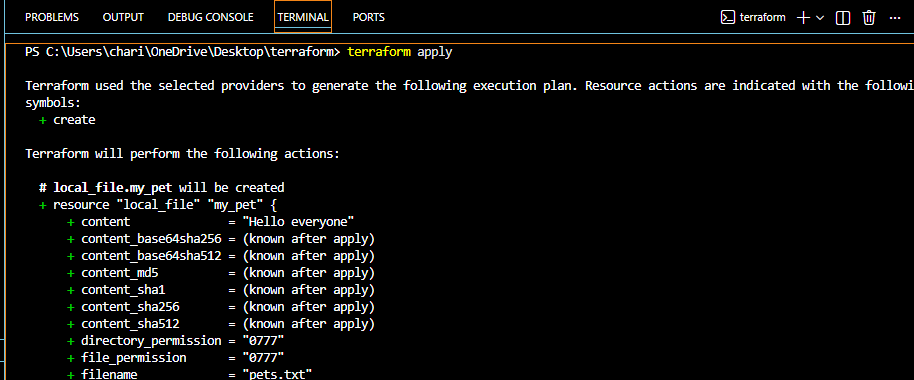 PROBLEMS OUTPUT DEBUG CONSOLE TERMINAL PORTS terraform
PS C:\Users\chari\OneDrive\Desktop\terraform> terraform apply
Terraform used the selected providers to generate the following execution plan. Resource actions are indicated with the
symbols:
+ create
Terraform will perform the following actions:
# local_file.my_pet will be created
+ resource "local_file" "my_pet" {
+ content = "Hello everyone"
+ content_base64sha256 = (known after apply)
+ content_base64sha512 = (known after apply)
+ content_md5 = (known after apply)
+ content_sha1 = (known after apply)
+ content_sha256 = (known after apply)
+ content_sha512 = (known after apply)
+ directory_permission = "0777"
+ file_permission = "0777"
+ filename = "pets.txt"